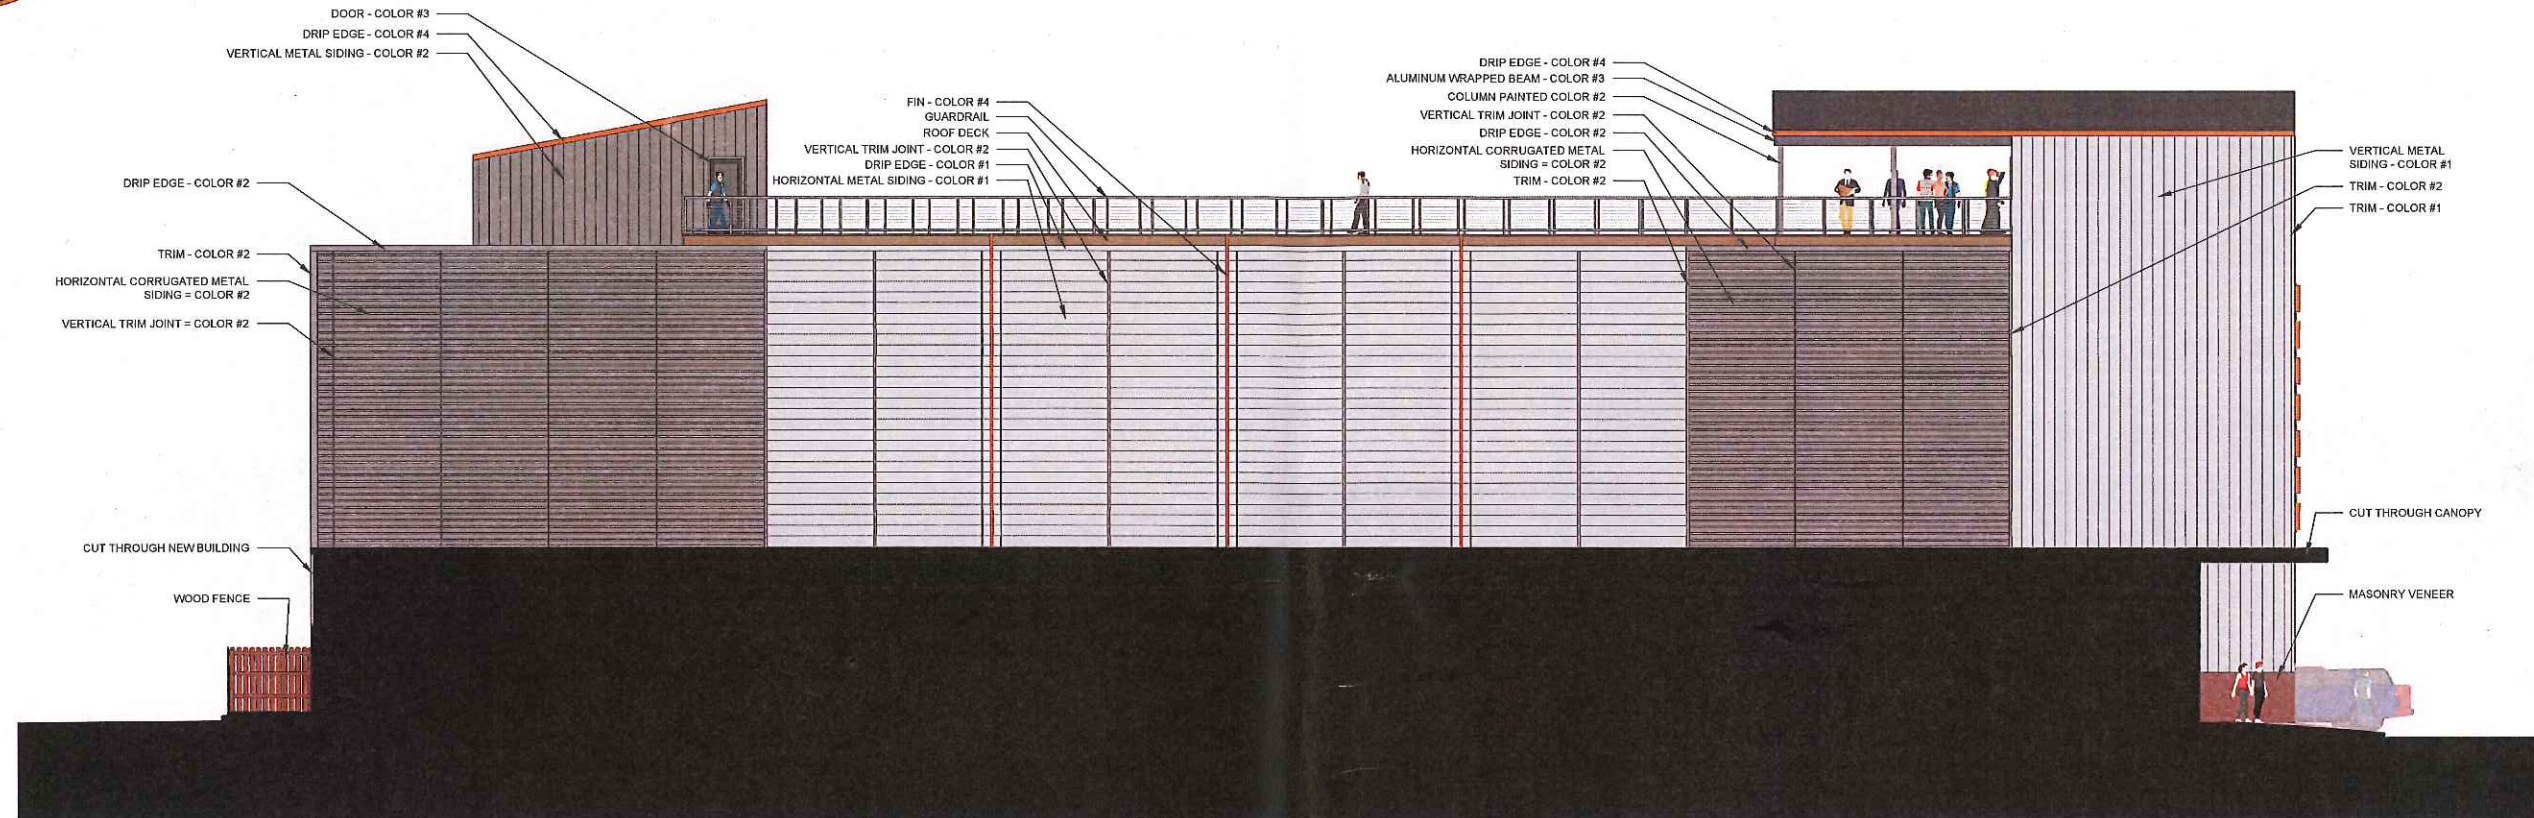 DOOR - COLOR #3
DRIP EDGE - COLOR #4
VERTICAL METAL SIDING - COLOR #2
DRIP EDGE - COLOR #2
TRIM - COLOR #2
HORIZONTAL CORRUGATED METAL
SIDING = COLOR #2
VERTICAL TRIM JOINT = COLOR #2
CUT THROUGH NEW BUILDING
WOOD FENCE
FIN - COLOR #4
GUARDRAIL
ROOF DECK
VERTICAL TRIM JOINT - COLOR #2
DRIP EDGE - COLOR #1
HORIZONTAL METAL SIDING - COLOR #1
DRIP EDGE - COLOR #4
ALUMINUM WRAPPED BEAM - COLOR #3
COLUMN PAINTED COLOR #2
VERTICAL TRIM JOINT - COLOR #2
DRIP EDGE - COLOR #2
HORIZONTAL CORRUGATED METAL
SIDING = COLOR #2
TRIM - COLOR #2
VERTICAL METAL
SIDING - COLOR #1
TRIM - COLOR #2
TRIM - COLOR #1
CUT THROUGH CANOPY
MASONRY VENEER